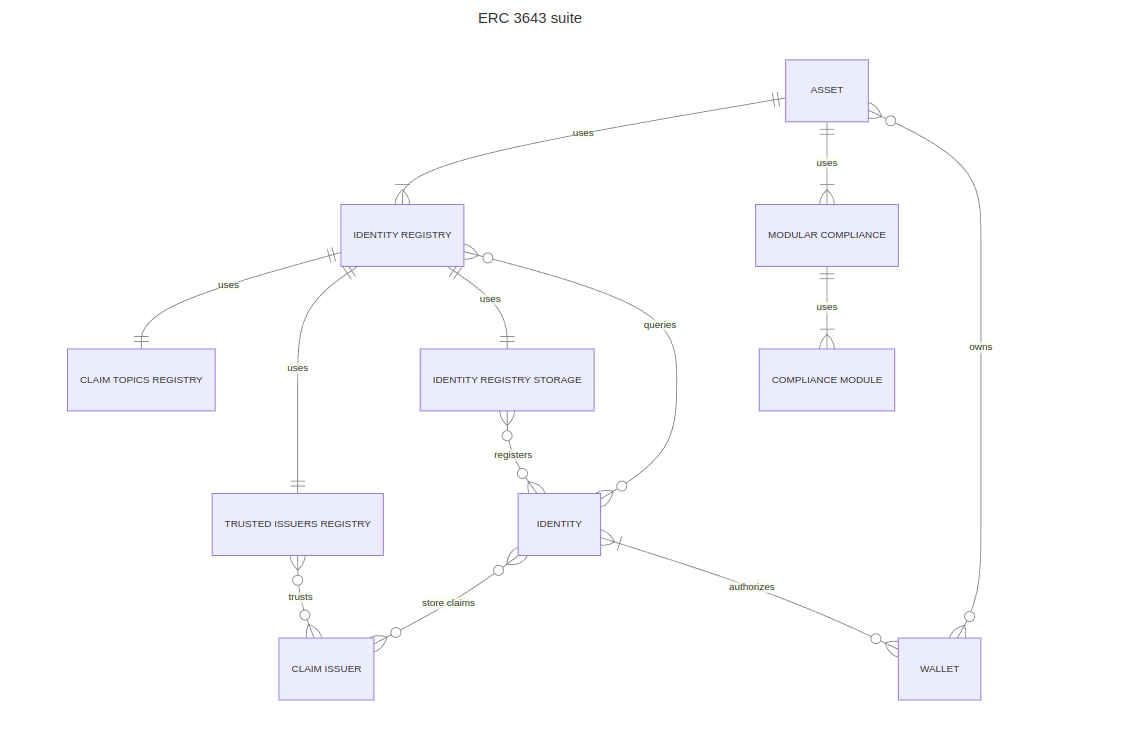 ERC 3643 suite
ASSET
uses
uses
IDENTITY REGISTRY
MODULAR COMPLIANCE
uses
uses
uses
queries
owns
uses
CLAIM TOPICS REGISTRY
IDENTITY REGISTRY STORAGE
COMPLIANCE MODULE
registers
TRUSTED ISSUERS REGISTRY
IDENTITY
trusts
store claims
authorizes
CLAIM ISSUER
WALLET